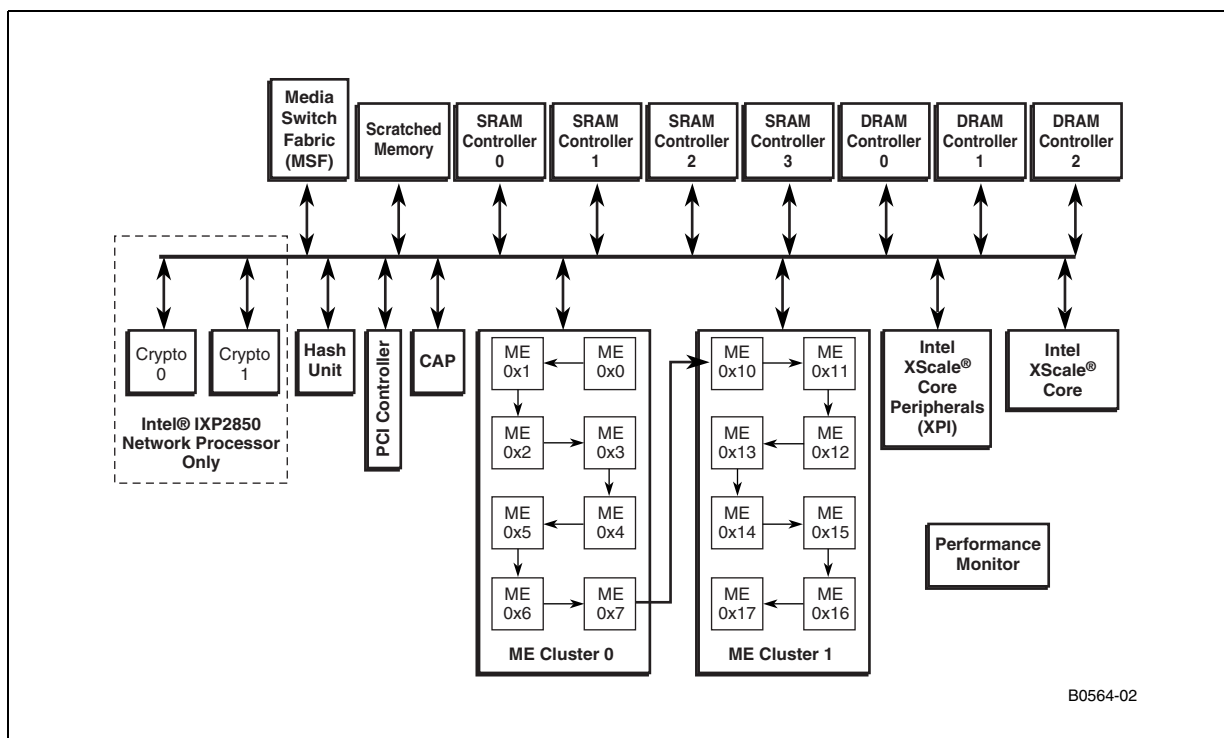 Media
Switch
Fabric
(MSF)
Scratched
Memory
SRAM
Controller
0
SRAM
Controller
1
SRAM
Controller
2
SRAM
Controller
3
DRAM
Controller
0
DRAM
Controller
1
DRAM
Controller
2
Crypto
0
Crypto
1
Intel® IXP2850
Network Processor
Only
Hash
Unit
PCI Controller
CAP
ME
0x1
ME
0x0
ME
0x2
ME
0x3
ME
0x5
ME
0x4
ME
0x6
ME
0x7
ME Cluster 0
ME
0x10
ME
0x11
ME
0x13
ME
0x12
ME
0x14
ME
0x15
ME
0x17
ME
0x16
ME Cluster 1
Intel
XScale®
Core
Peripherals
(XPI)
Intel
XScale®
Core
Performance
Monitor
B0564-02